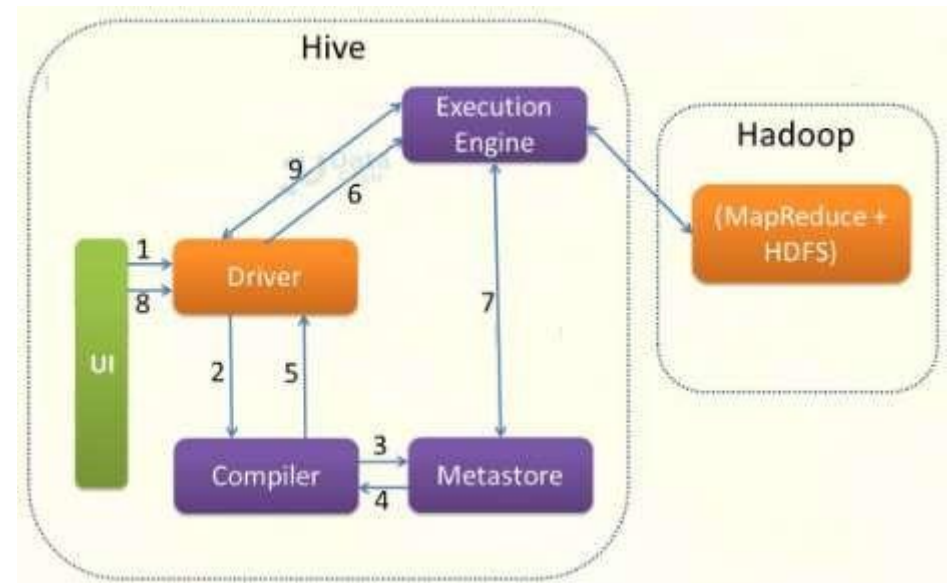 Hive
Execution
Engine
Hadoop
9
6
(MapReduce +
HDFS)
1
Driver
8
7
UI
2
5
Compiler
3
Metastore
4